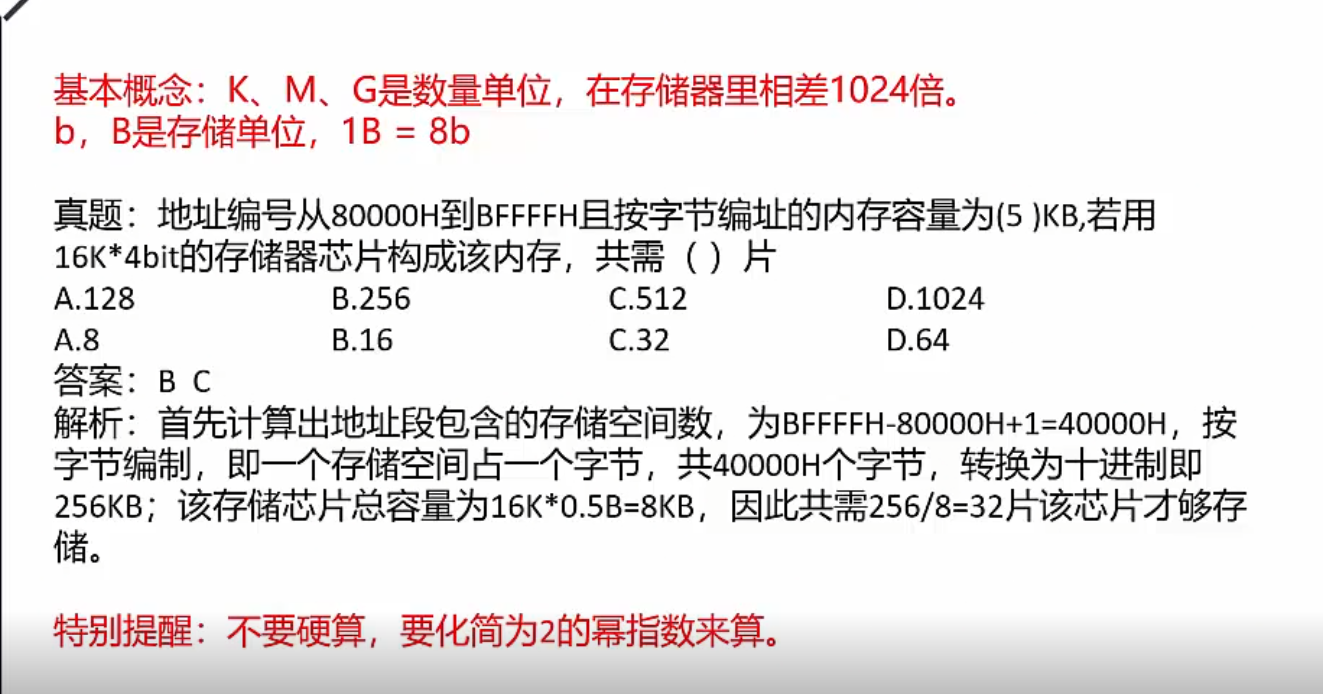 基本概念：K、M、G是数量单位，在存储器里相差1024倍。
b，B是存储单位，1B = 8b
真题：地址编号从80000H到BFFFFH且按字节编址的内存容量为(5 )KB,若用
16K*4bit的存储器芯片构成该内存，共需（ ）片
A.128 B.256 C.512 D.1024
A.8 B.16 C.32 D.64
答案：B C
解析：首先计算出地址段包含的存储空间数，为BFFFFH-80000H+1=40000H，按
字节编制，即一个存储空间占一个字节，共40000H个字节，转换为十进制即
256KB；该存储芯片总容量为16K*0.5B=8KB，因此共需256/8=32片该芯片才够存
储。
特别提醒：不要硬算，要化简为2的幂指数来算。